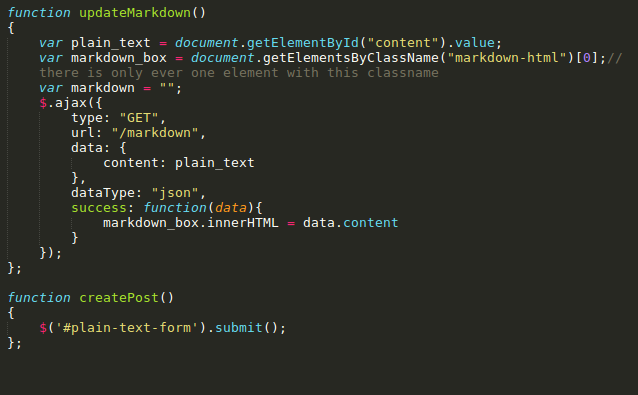 function updateMarkdown()
{
    var plain_text = document.getElementById("content").value;
    var markdown_box = document.getElementsByClassName("markdown-html")[0];//
    there is only ever one element with this classname
    var markdown = "";
    $.ajax({
        type: "GET",
        url: "/markdown",
        data: {
            content: plain_text
        },
        dataType: "json",
        success: function(data){
            markdown_box.innerHTML = data.content
        }
    });
};

function createPost()
{
    $('#plain-text-form').submit();
};